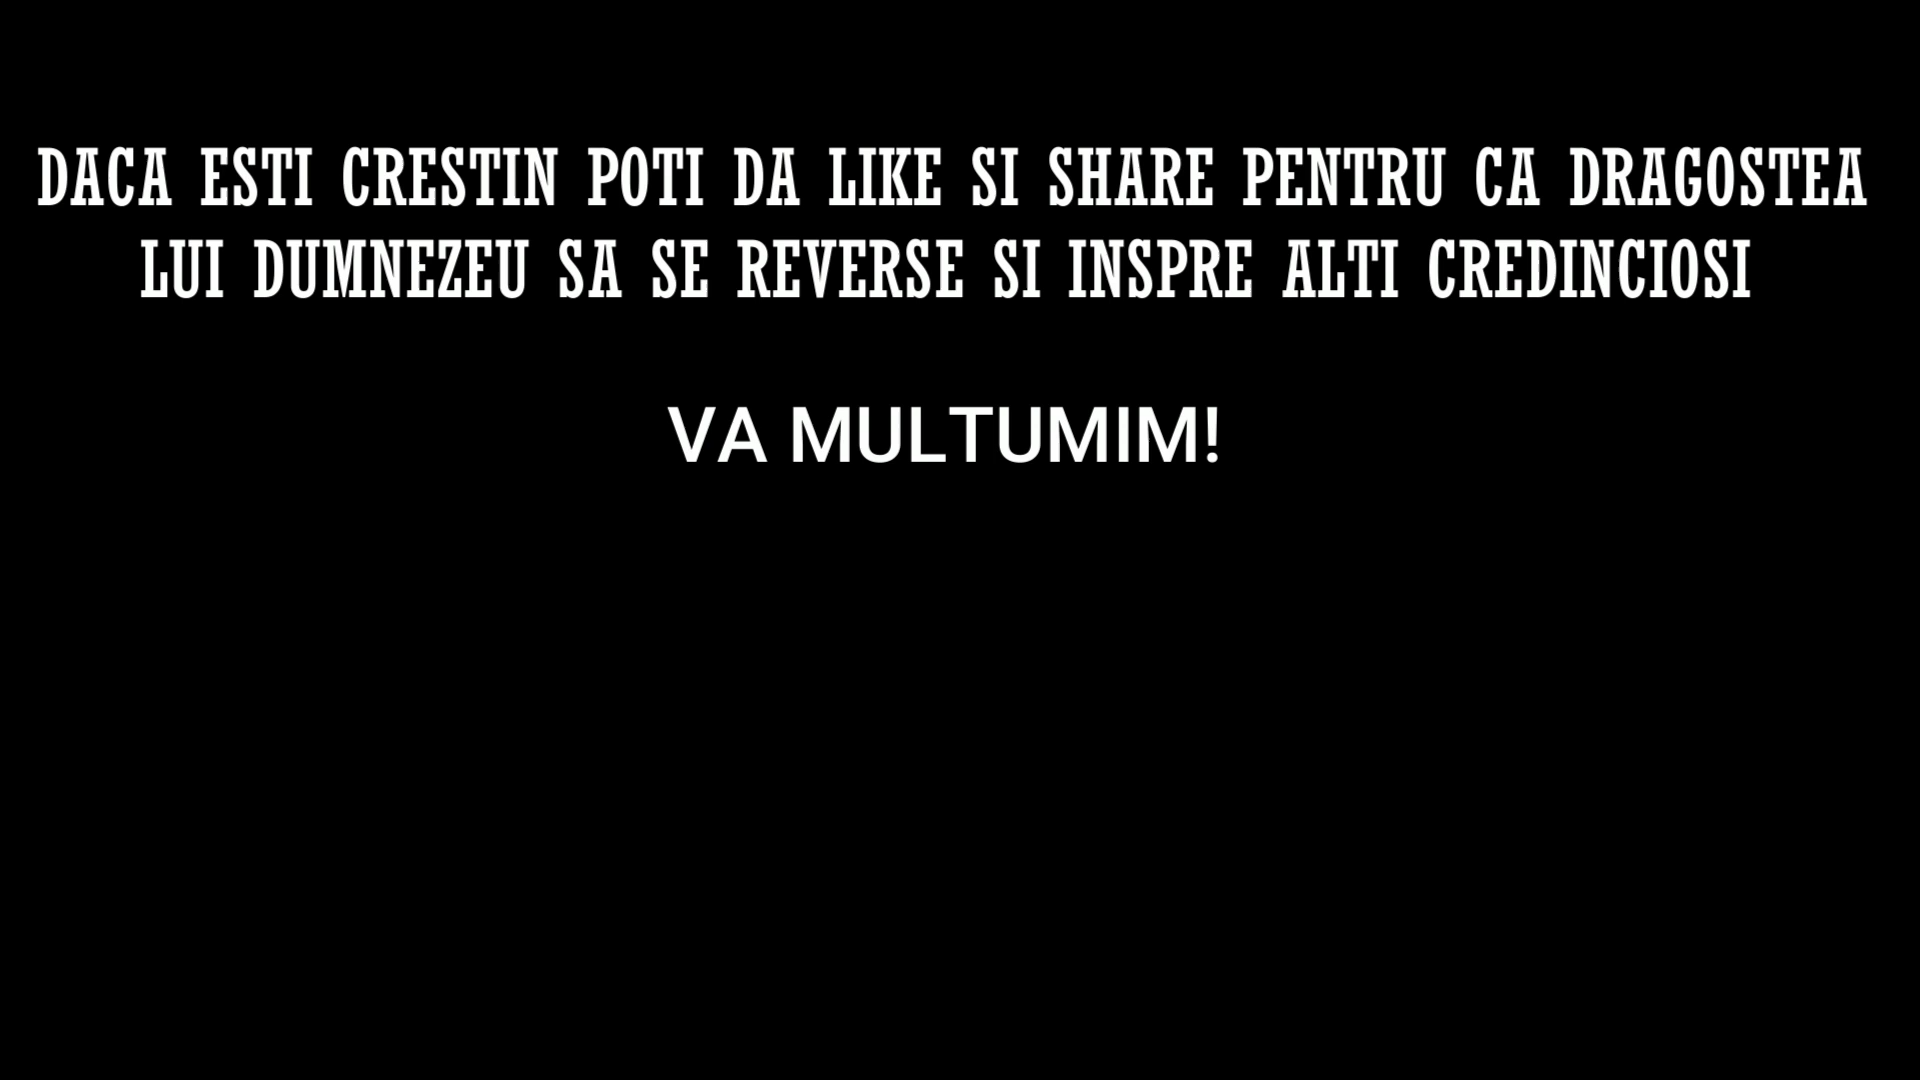 DACA ESTI CRESTIN POTI DA LIKE SI SHARE PENTRU CA DRAGOSTEA
LUI DUMNEZEU SA SE REVERSE SI INSPRE ALTI CREDINCIOSI
VA MULTUMIM!